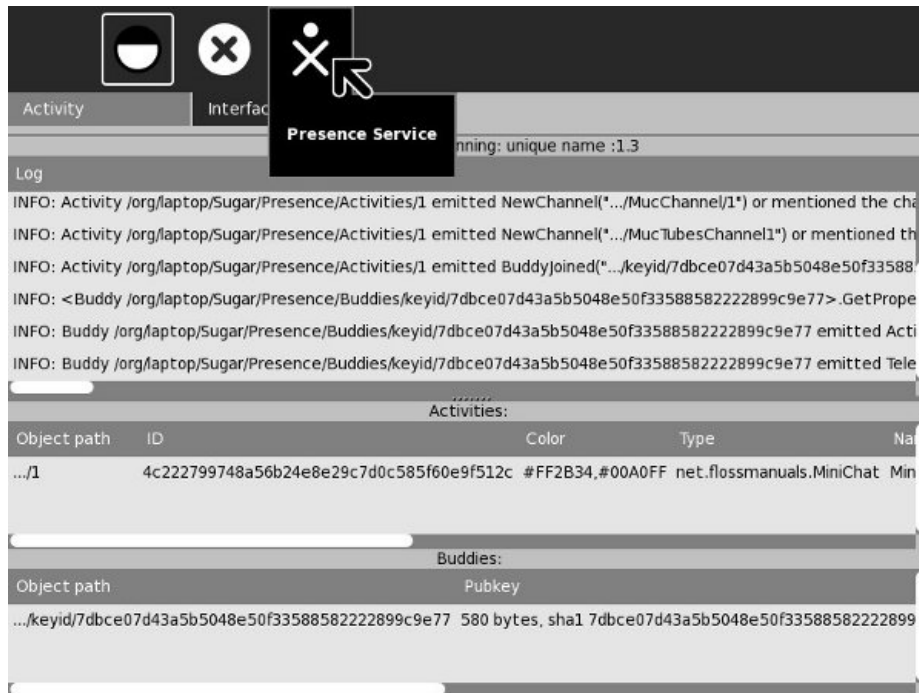 Activity
Interfac
Presence Service
nning: unique name :1.3
Log
INFO: Activity /org/laptop/Sugar/Presence/Activities/1 emitted NewChannel(".../MucChannel/1") or mentioned the cha
INFO: Activity /org/laptop/Sugar/Presence/Activities/1 emitted NewChannel(".../MucTubesChannel1") or mentioned th
INFO: Activity /org/laptop/Sugar/Presence/Activities/1 emitted BuddyJoined(".../keyid/7dbce07d43a5b5048e50f33588
INFO: <Buddy /org/laptop/Sugar/Presence/Buddies/keyid/7dbce07d43a5b5048e50f33588582222899c9e77>.GetPrope
INFO: Buddy /org/laptop/Sugar/Presence/Buddies/keyid/7dbce07d43a5b5048e50f33588582222899c9e77 emitted Acti
INFO: Buddy /org/laptop/Sugar/Presence/Buddies/keyid/7dbce07d43a5b5048e50f33588582222899c9e77 emitted Tele
Activities:
Object path ID Color Type Nar
.../1 4c222799748a56b24e8e29c7d0c585f60e9f512c #FF2B34,#00A0FF net.flossmanuals.MiniChat Min
Buddies:
Object path Pubkey
.../keyid/7dbce07d43a5b5048e50f33588582222899c9e77 580 bytes, sha1 7dbce07d43a5b5048e50f33588582222899